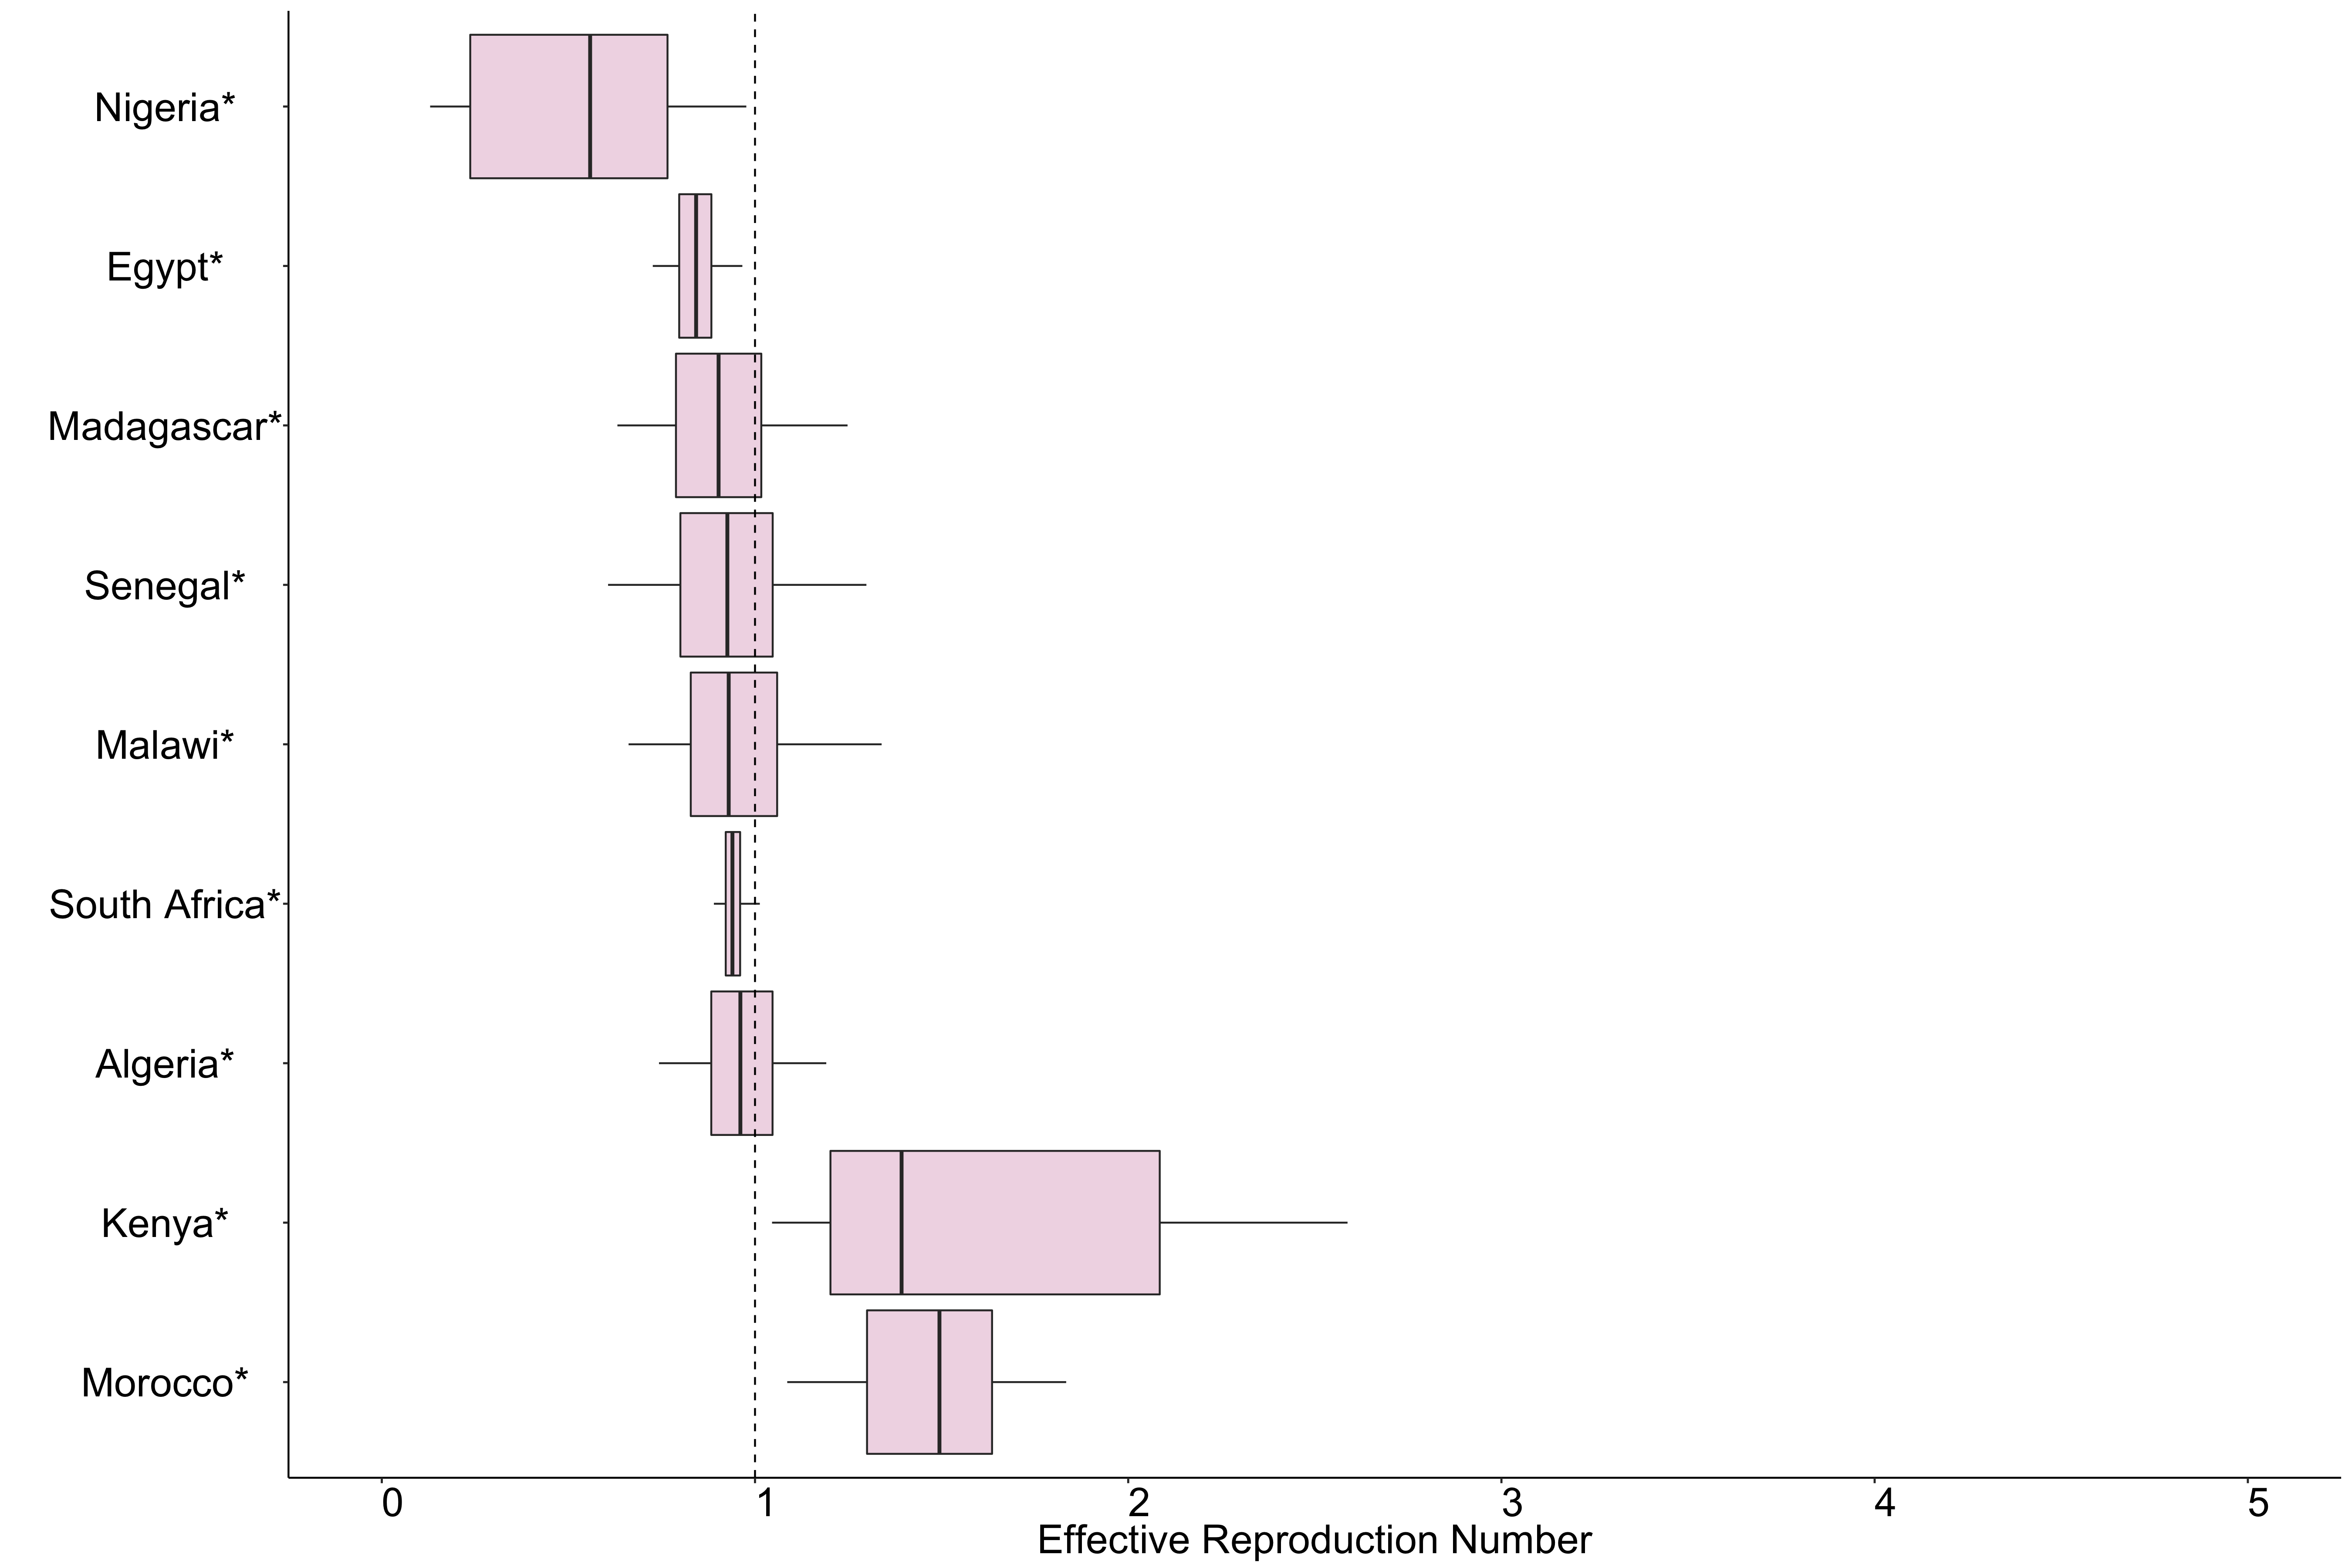 Nigeria*
Egypt*
Madagascar*
Senegal*
Malawi*
South Africa*
Algeria*
Kenya*
Morocco*
0 1 2 3 4 5
Effective Reproduction Number